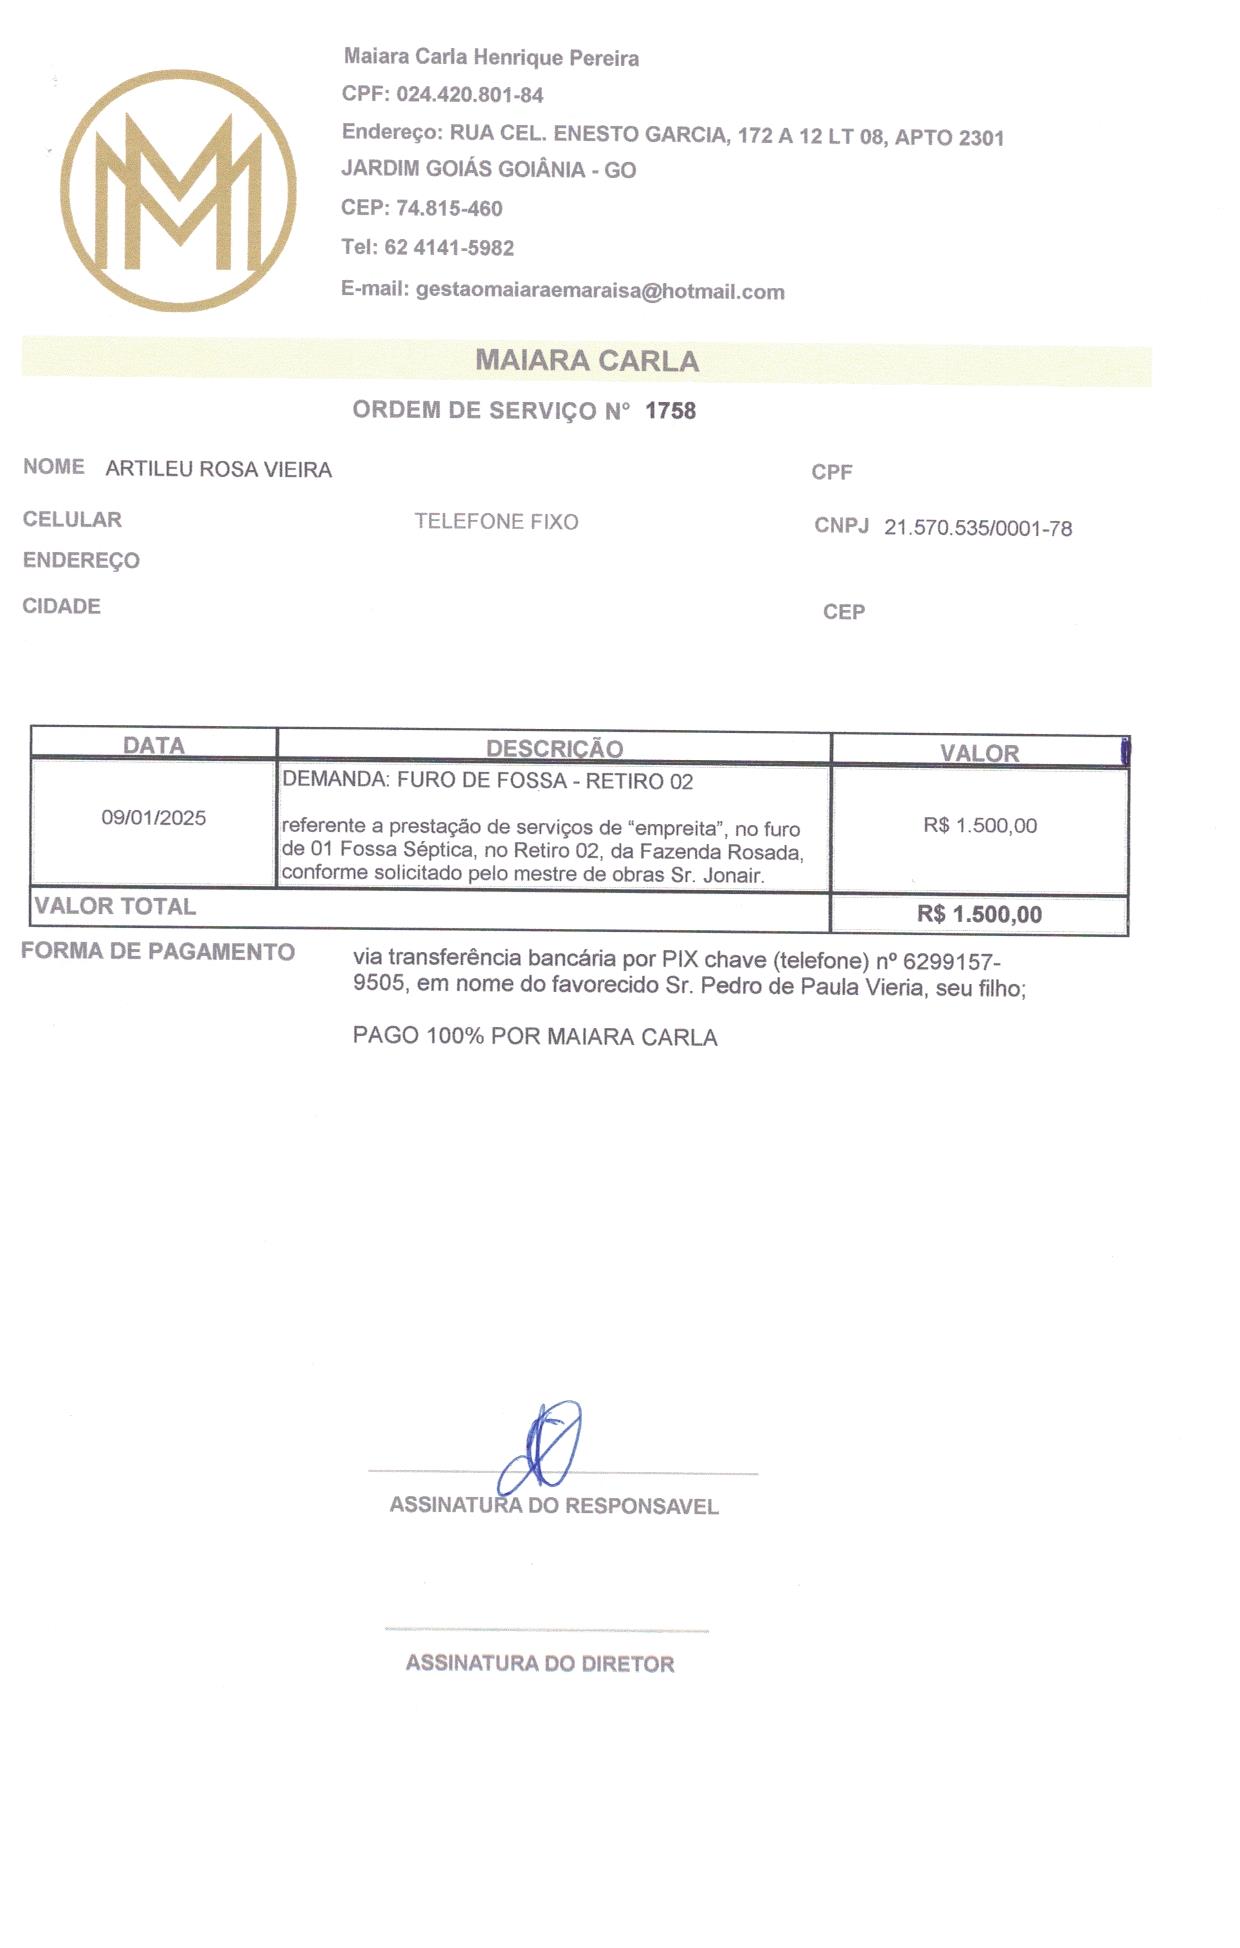 Maiara Carla Henrique Pereira
CPF: 024.420.801-84
Endereço: RUA CEL. ENESTO GARCIA, 172 A 12 LT 08, APTO 2301
JARDIM GOIÁS GOIÂNIA - GO
CEP: 74.815-460
Tel: 62 4141-5982
E-mail: gestaomaiaraemaraisa@hotmail.com
MAIARA CARLA
ORDEM DE SERVIÇO N° 1758
NOME ARTILEU ROSA VIEIRA CPF
CELULAR TELEFONE FIXO CNPJ 21.570.535/0001-78
ENDEREÇO
CIDADE CEP
DATA DESCRIÇÃO VALOR
DEMANDA: FURO DE FOSSA - RETIRO 02
09/01/2025 referente a prestação de serviços de “empreita”, no furo R$ 1.500,00
de 01 Fossa Séptica, no Retiro 02, da Fazenda Rosada,
conforme solicitado pelo mestre de obras Sr. Jonair.
VALOR TOTAL R$ 1.500,00
FORMA DE PAGAMENTO via transferência bancária por PIX chave (telefone) nº 6299157-
9505, em nome do favorecido Sr. Pedro de Paula Vieria, seu filho;
PAGO 100% POR MAIARA CARLA
ASSINATURA DO RESPONSAVEL
ASSINATURA DO DIRETOR